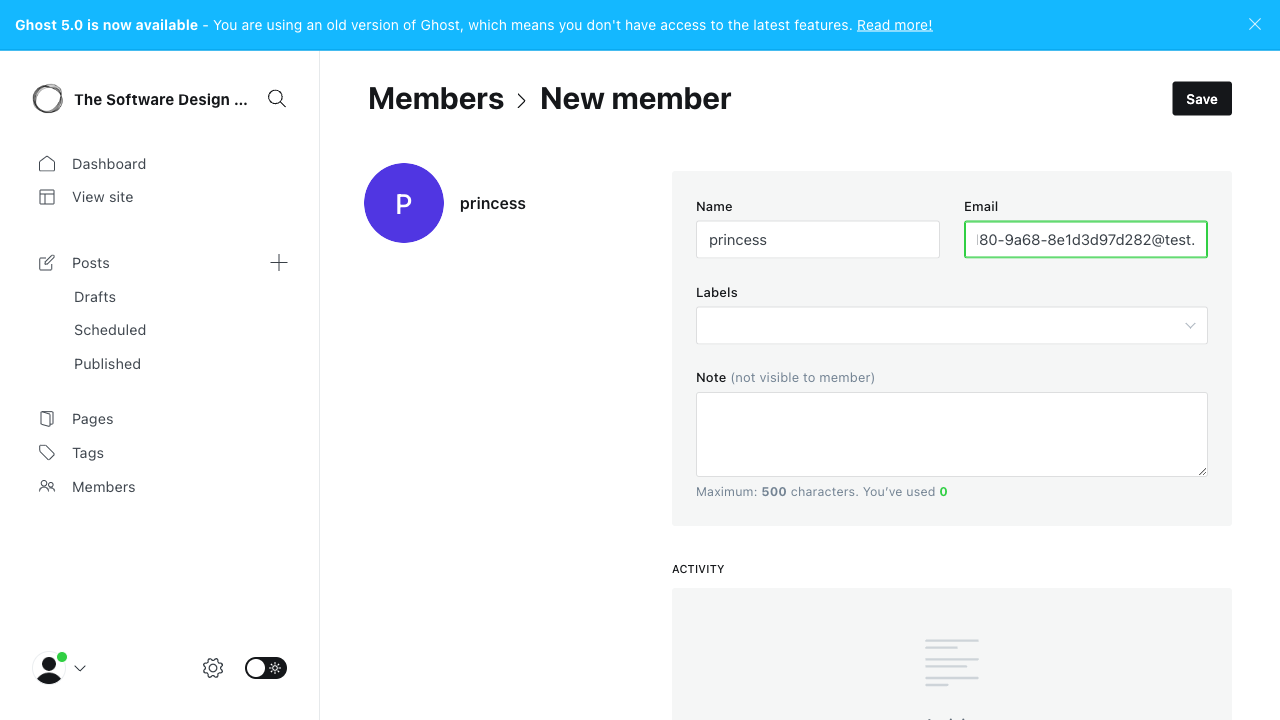 Ghost 5.0 is now available - You are using an old version of Ghost, which means you don't have access to the latest features. Read more!
The Software Design ...
Dashboard
View site
Posts
Drafts
Scheduled
Published
Pages
Tags
Members
Members > New member
Save
P
princess
Name
Email
princess
80-9a68-8e1d3d97d282@test.
Labels
Note (not visible to member)
Maximum: 500 characters. You've used 0
ACTIVITY